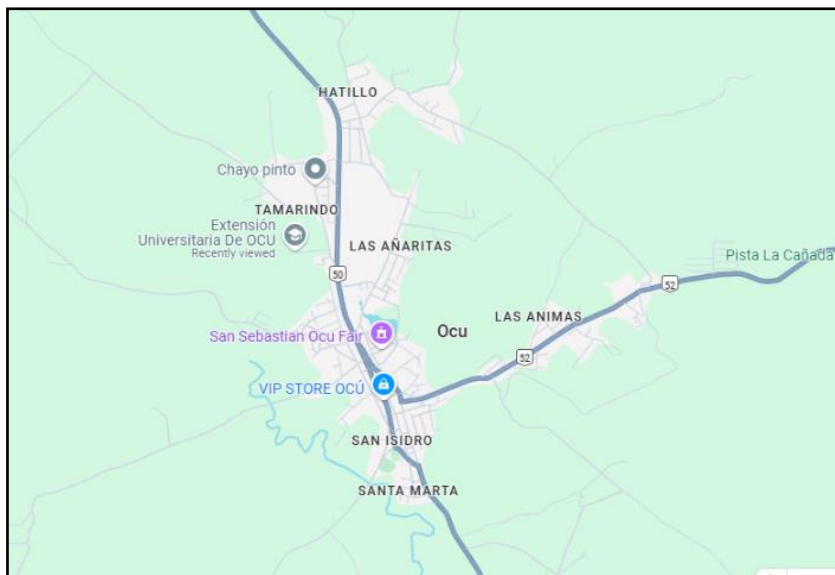 HATILLO
Chayo pinto
TAMARINDO
Extensión
Universitaria De OCU
Recently viewed
LAS AÑARITAS
50
Pista La Cañada
52
LAS ANIMAS
San Sebastian Ocu Fair
Ocu
52
VIP STORE OCÚ
SAN ISIDRO
SANTA MARTA